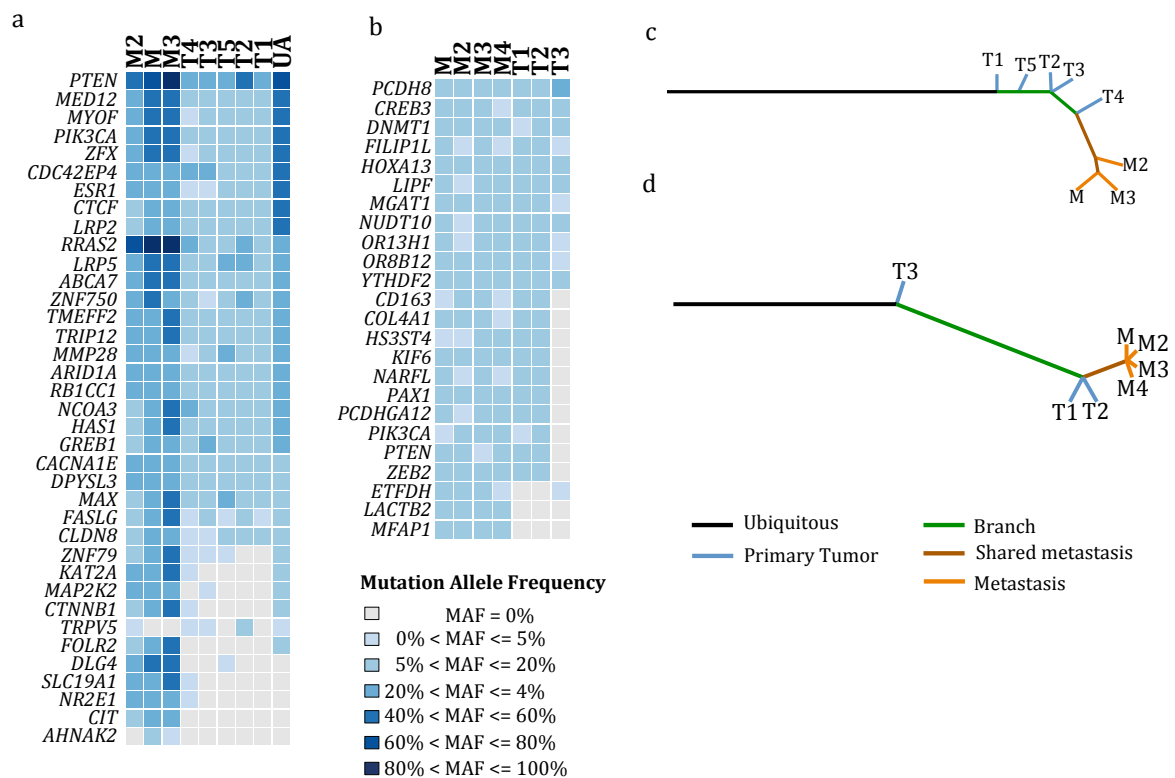 a
M2 M M3 T4 T3 T5 T2 T1 UA
PTEN
MED12
MYOF
PIK3CA
ZFX
CDC42EP4
ESR1
CTCF
LRP2
RRAS2
LRP5
ABCA7
ZNF750
TMEFF2
TRIP12
MMP28
ARID1A
RB1CC1
NCOA3
HAS1
GREB1
CACNA1E
DPYSL3
MAX
FASLG
CLDN8
ZNF79
KAT2A
MAP2K2
CTNNB1
TRPV5
FOLR2
DLG4
SLC19A1
NR2E1
CIT
AHNAK2
b
M M2 M3 M4 T1 T2 T3
PCDH8
CREB3
DNMT1
FILIP1L
HOXA13
LIPF
MGAT1
NUDT10
OR13H1
OR8B12
YTHDF2
CD163
COL4A1
HS3ST4
KIF6
NARFL
PAX1
PCDHGA12
PIK3CA
PTEN
ZEB2
ETFDH
LACTB2
MFAP1
Mutation Allele Frequency
MAF = 0%
0% < MAF <= 5%
5% < MAF <= 20%
20% < MAF <= 4%
40% < MAF <= 60%
60% < MAF <= 80%
80% < MAF <= 100%
c
T1
T5
T2
T3
T4
M2
M
M3
d
T3
M
M2
M3
M4
T1
T2
Ubiquitous
Primary Tumor
Branch
Shared metastasis
Metastasis